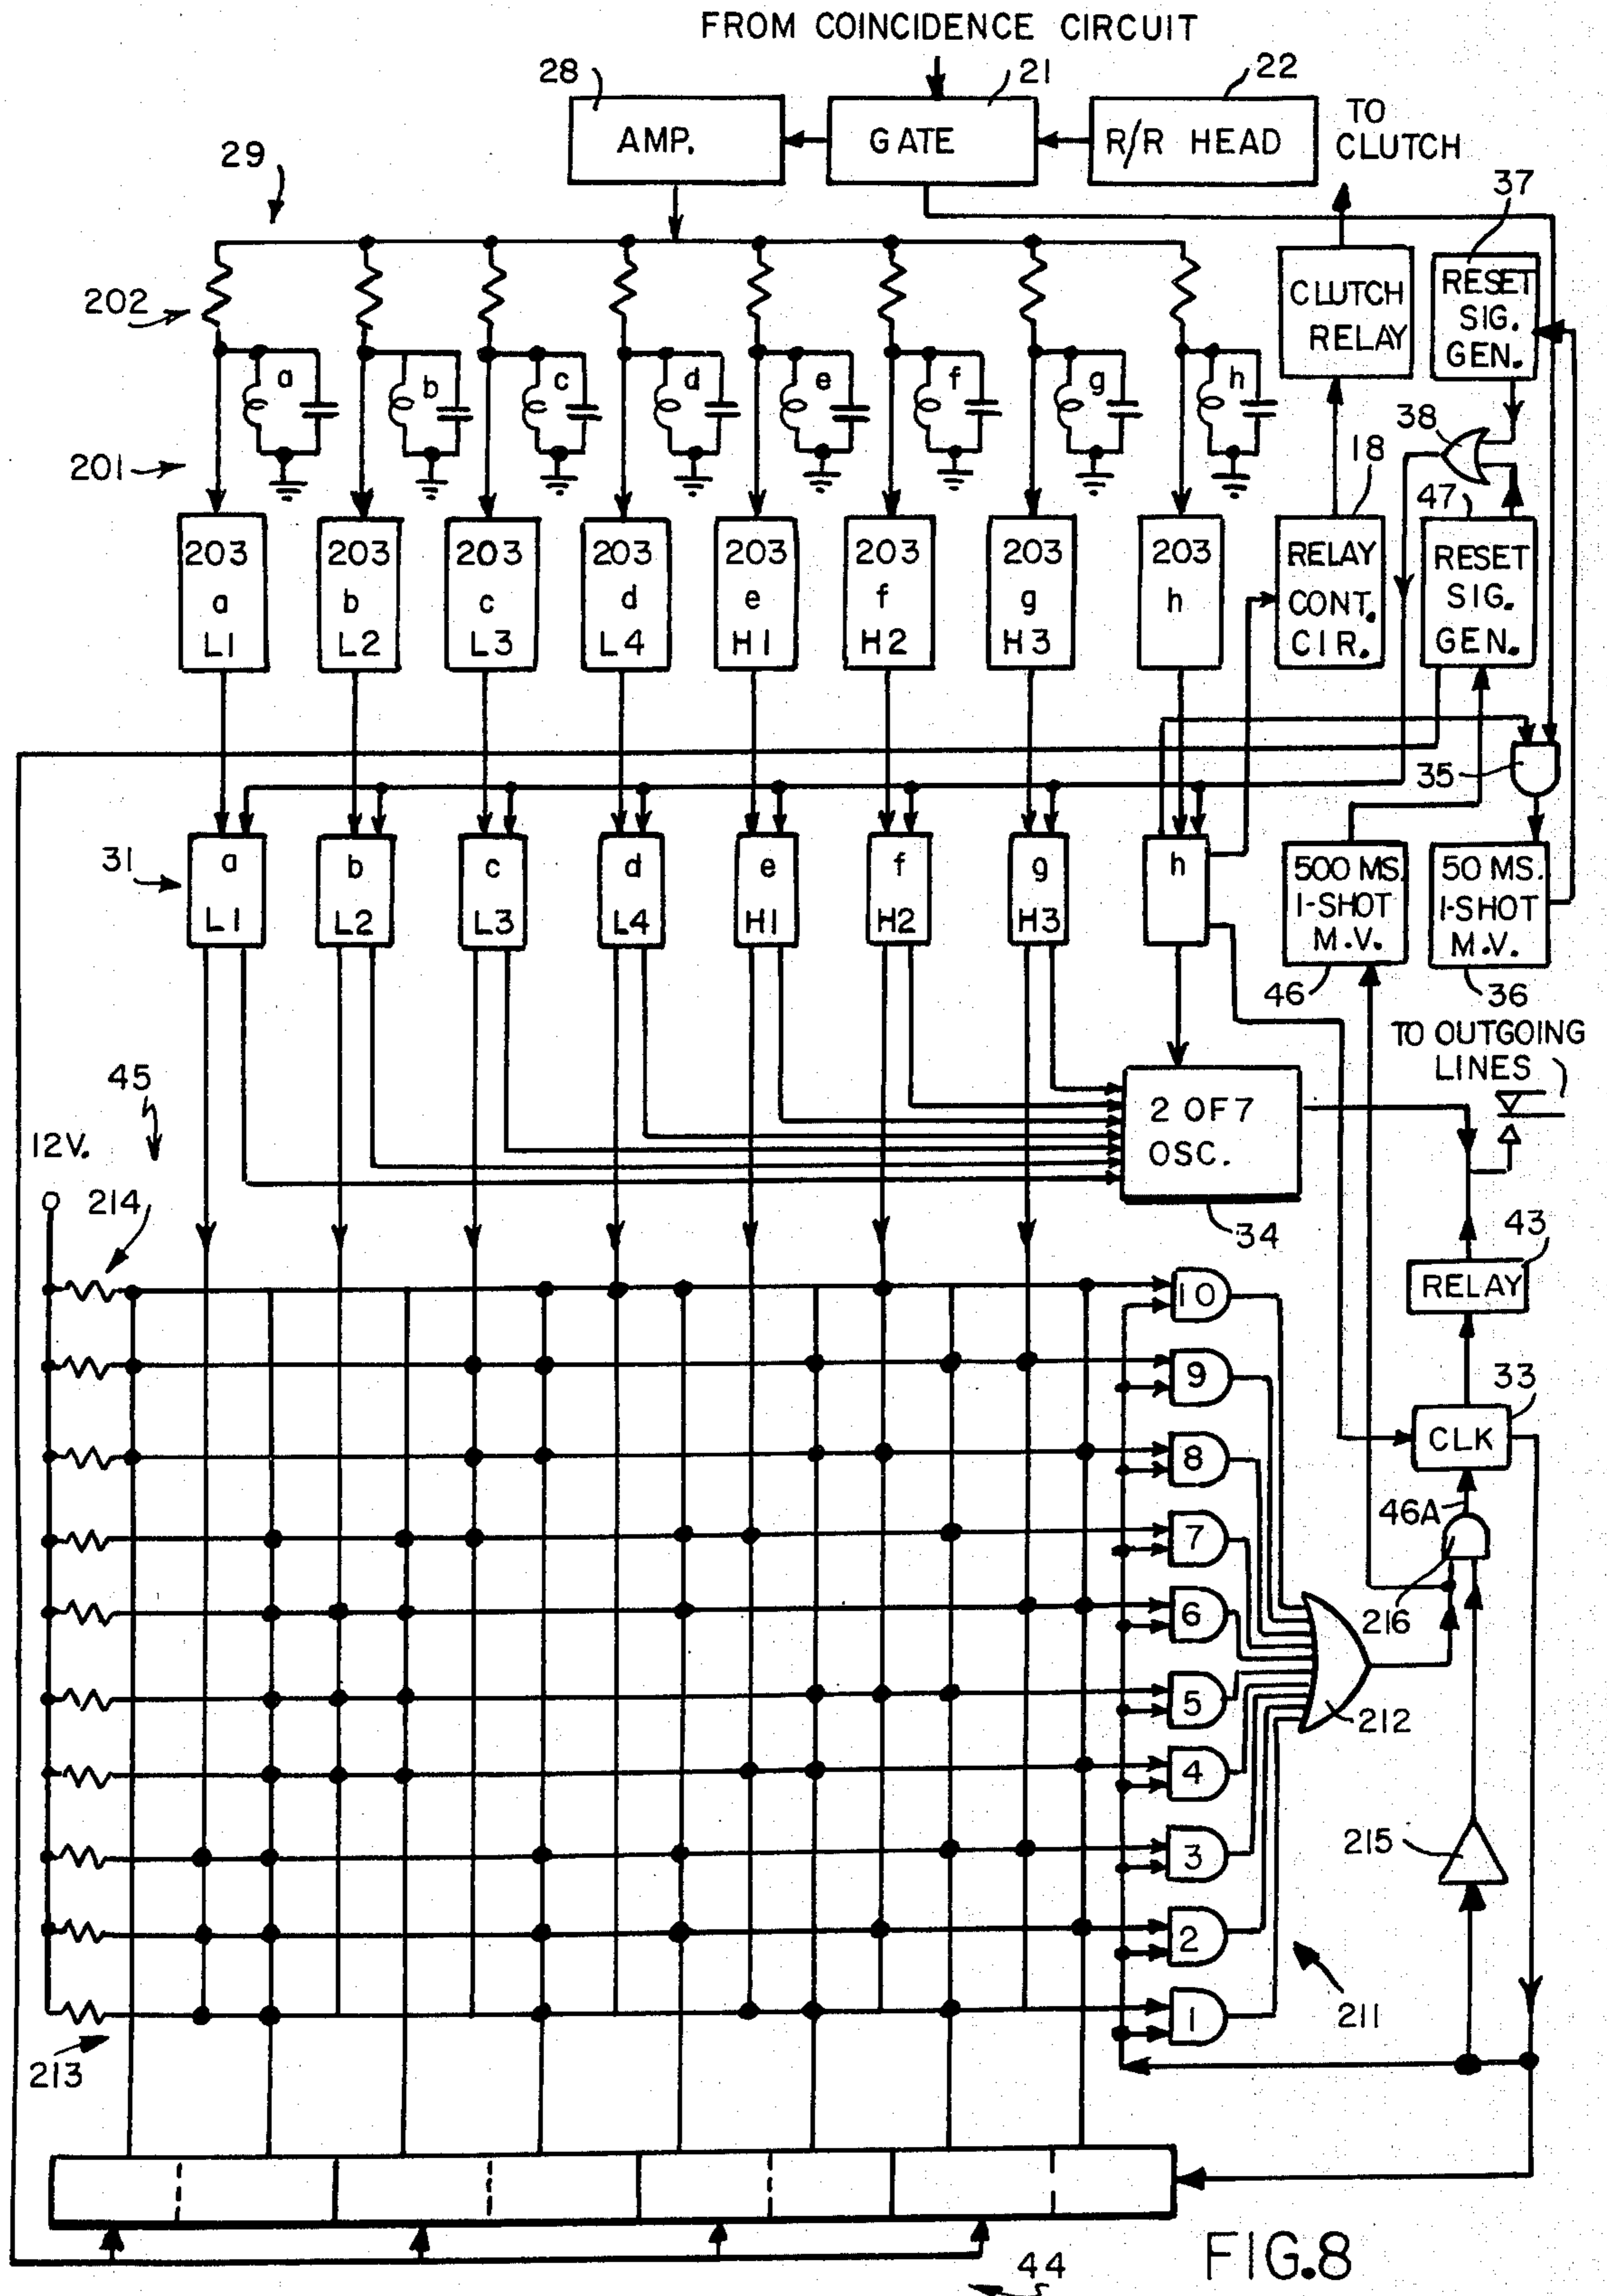 FROM COINCIDENCE CIRCUIT
28
21
22
AMP.
GATE
R/R HEAD
TO
CLUTCH
29
37
202
CLUTCH
RELAY
RESET
SIG.
GEN.
a
b
c
d
e
f
g
h
38
201
18
47
203
a
L1
203
b
L2
203
c
L3
203
d
L4
203
e
H1
203
f
H2
203
g
H3
203
h
RELAY
CONT.
CIR.
RESET
SIG.
GEN.
35
31
a
L1
b
L2
c
L3
d
L4
e
H1
f
H2
g
H3
h
500 MS.
1-SHOT
M.V.
50 MS.
1-SHOT
M.V.
46
36
TO OUTGOING
LINES
45
12V.
2 OF 7
OSC.
214
34
43
RELAY
10
9
33
CLK
8
46A
7
6
216
5
212
4
3
215
2
1
211
213
44
FIG.8